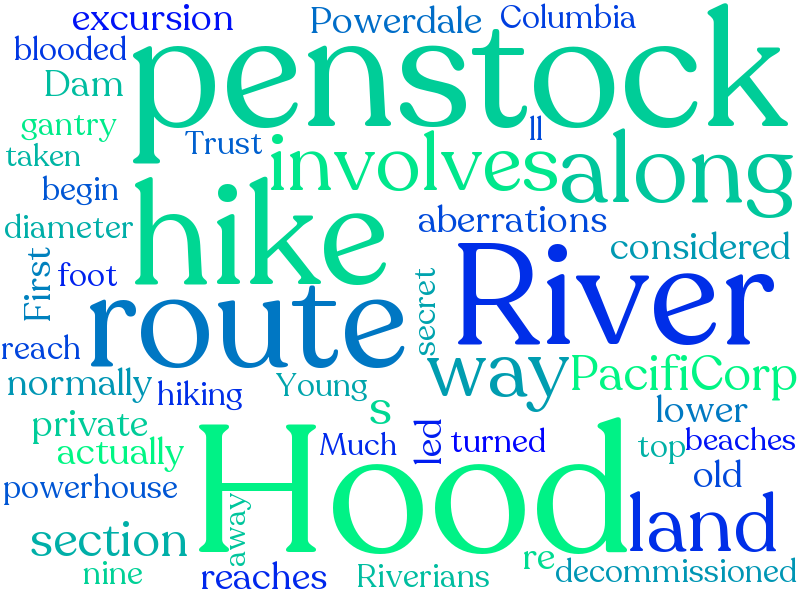 excursion Powerdale Columbia
blooded penstock
Dam
gantry Trust ll
taken involves along
begin hike aberrations
diameter considered
First foot secret River
reach route way PacifiCorp
normally hiking Young s lower
private Much led turned top beaches
actually Hood old
powerhouse land
section away re decommissioned
nine reaches Riverians